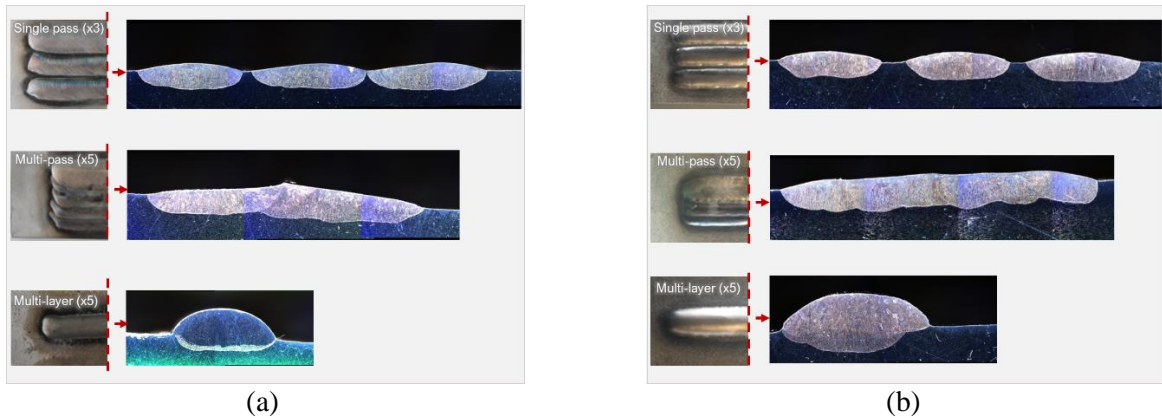 Single pass (x3)
Multi-pass (x5)
Multi-layer (x5)
(a)
Single pass (x3)
Multi-pass (x5)
Multi-layer (x5)
(b)